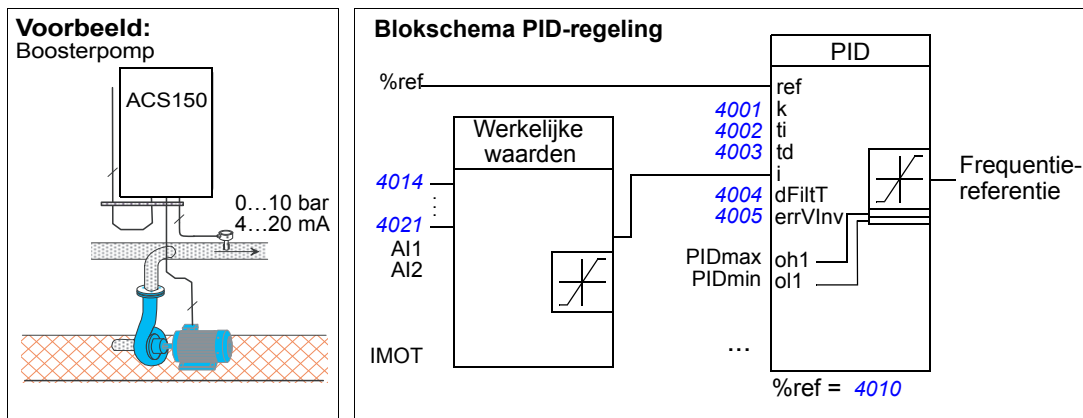 Voorbeeld:
Boosterpomp
ACS150
0…10 bar
4…20 mA
Blokschema PID-regeling
%ref
Werkelijke
waarden
4014
4021
AI1
AI2
IMOT
PID
ref
4001 k
4002 ti
4003 td
i
4004 dFiltT
4005 errVInv
PIDmax oh1
PIDmin ol1
...
%ref = 4010
Frequentie-
referentie